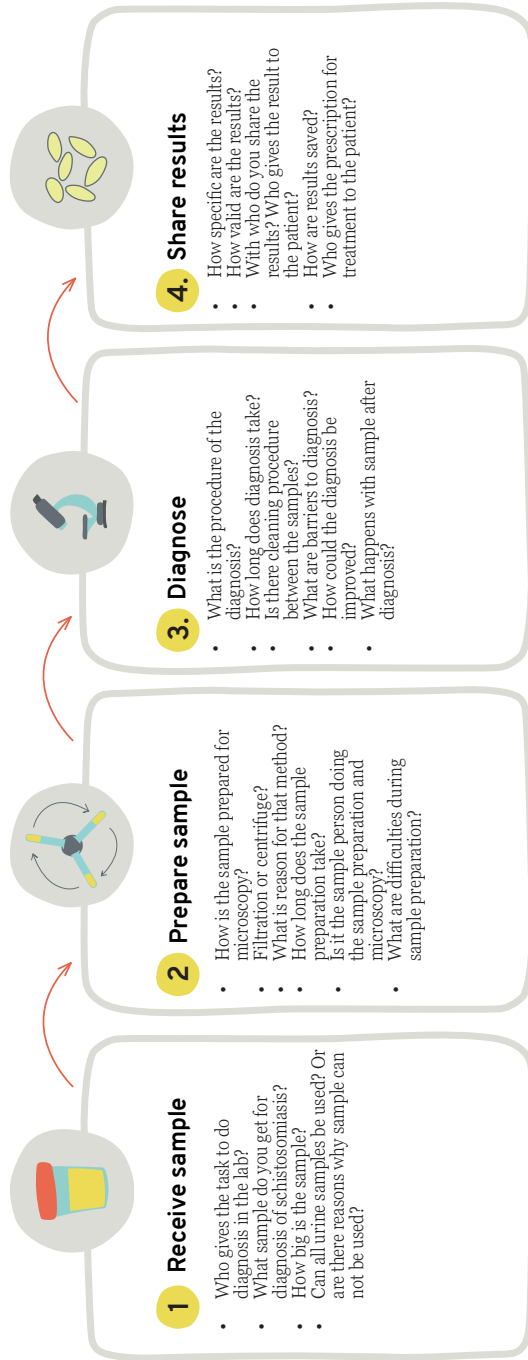 1 Receive sample
• Who gives the task to do
diagnosis in the lab?
• What sample do you get for
diagnosis of schistosomiasis?
• How big is the sample?
• Can all urine samples be used? Or
are there reasons why sample can
not be used?
2 Prepare sample
• How is the sample prepared for
microscopy?
• Filtration or centrifuge?
• What is reason for that method?
• How long does the sample
preparation take?
• Is it the sample person doing
the sample preparation and
microscopy?
• What are difficulties during
sample preparation?
3. Diagnose
• What is the procedure of the
diagnosis?
• How long does diagnosis take?
• Is there cleaning procedure
between the samples?
• What are barriers to diagnosis?
• How could the diagnosis be
improved?
• What happens with sample after
diagnosis?
4. Share results
• How specific are the results?
• How valid are the results?
• With who do you share the
results? Who gives the result to
the patient?
• How are results saved?
• Who gives the prescription for
treatment to the patient?